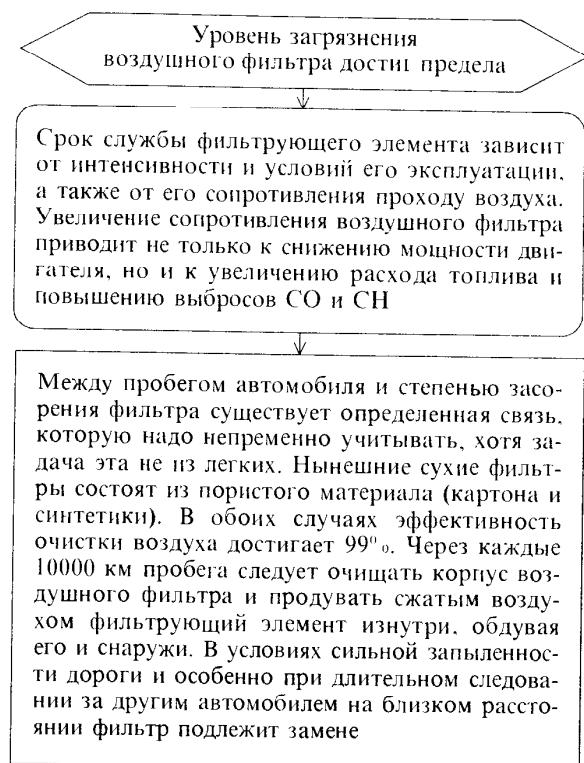 Уровень загрязнения
воздушного фильтра достиг предела
Срок службы фильтрующего элемента зависит
от интенсивности и условий его эксплуатации,
а также от его сопротивления проходу воздуха.
Увеличение сопротивления воздушного фильтра
приводит не только к снижению мощности дви-
гателя, но и к увеличению расхода топлива и
повышению выбросов СО и СН
Между пробегом автомобиля и степенью засо-
рения фильтра существует определенная связь,
которую надо непременно учитывать, хотя за-
дача эта не из легких. Нынешние сухие фильт-
ры состоят из пористого материала (картона и
синтетики). В обоих случаях эффективность
очистки воздуха достигает 99%. Через каждые
10000 км пробега следует очищать корпус воз-
душного фильтра и продувать сжатым возду-
хом фильтрующий элемент изнутри, обдувая
его и снаружи. В условиях сильной запыленнос-
ти дороги и особенно при длительном следова-
нии за другим автомобилем на близком рассто-
янии фильтр подлежит замене